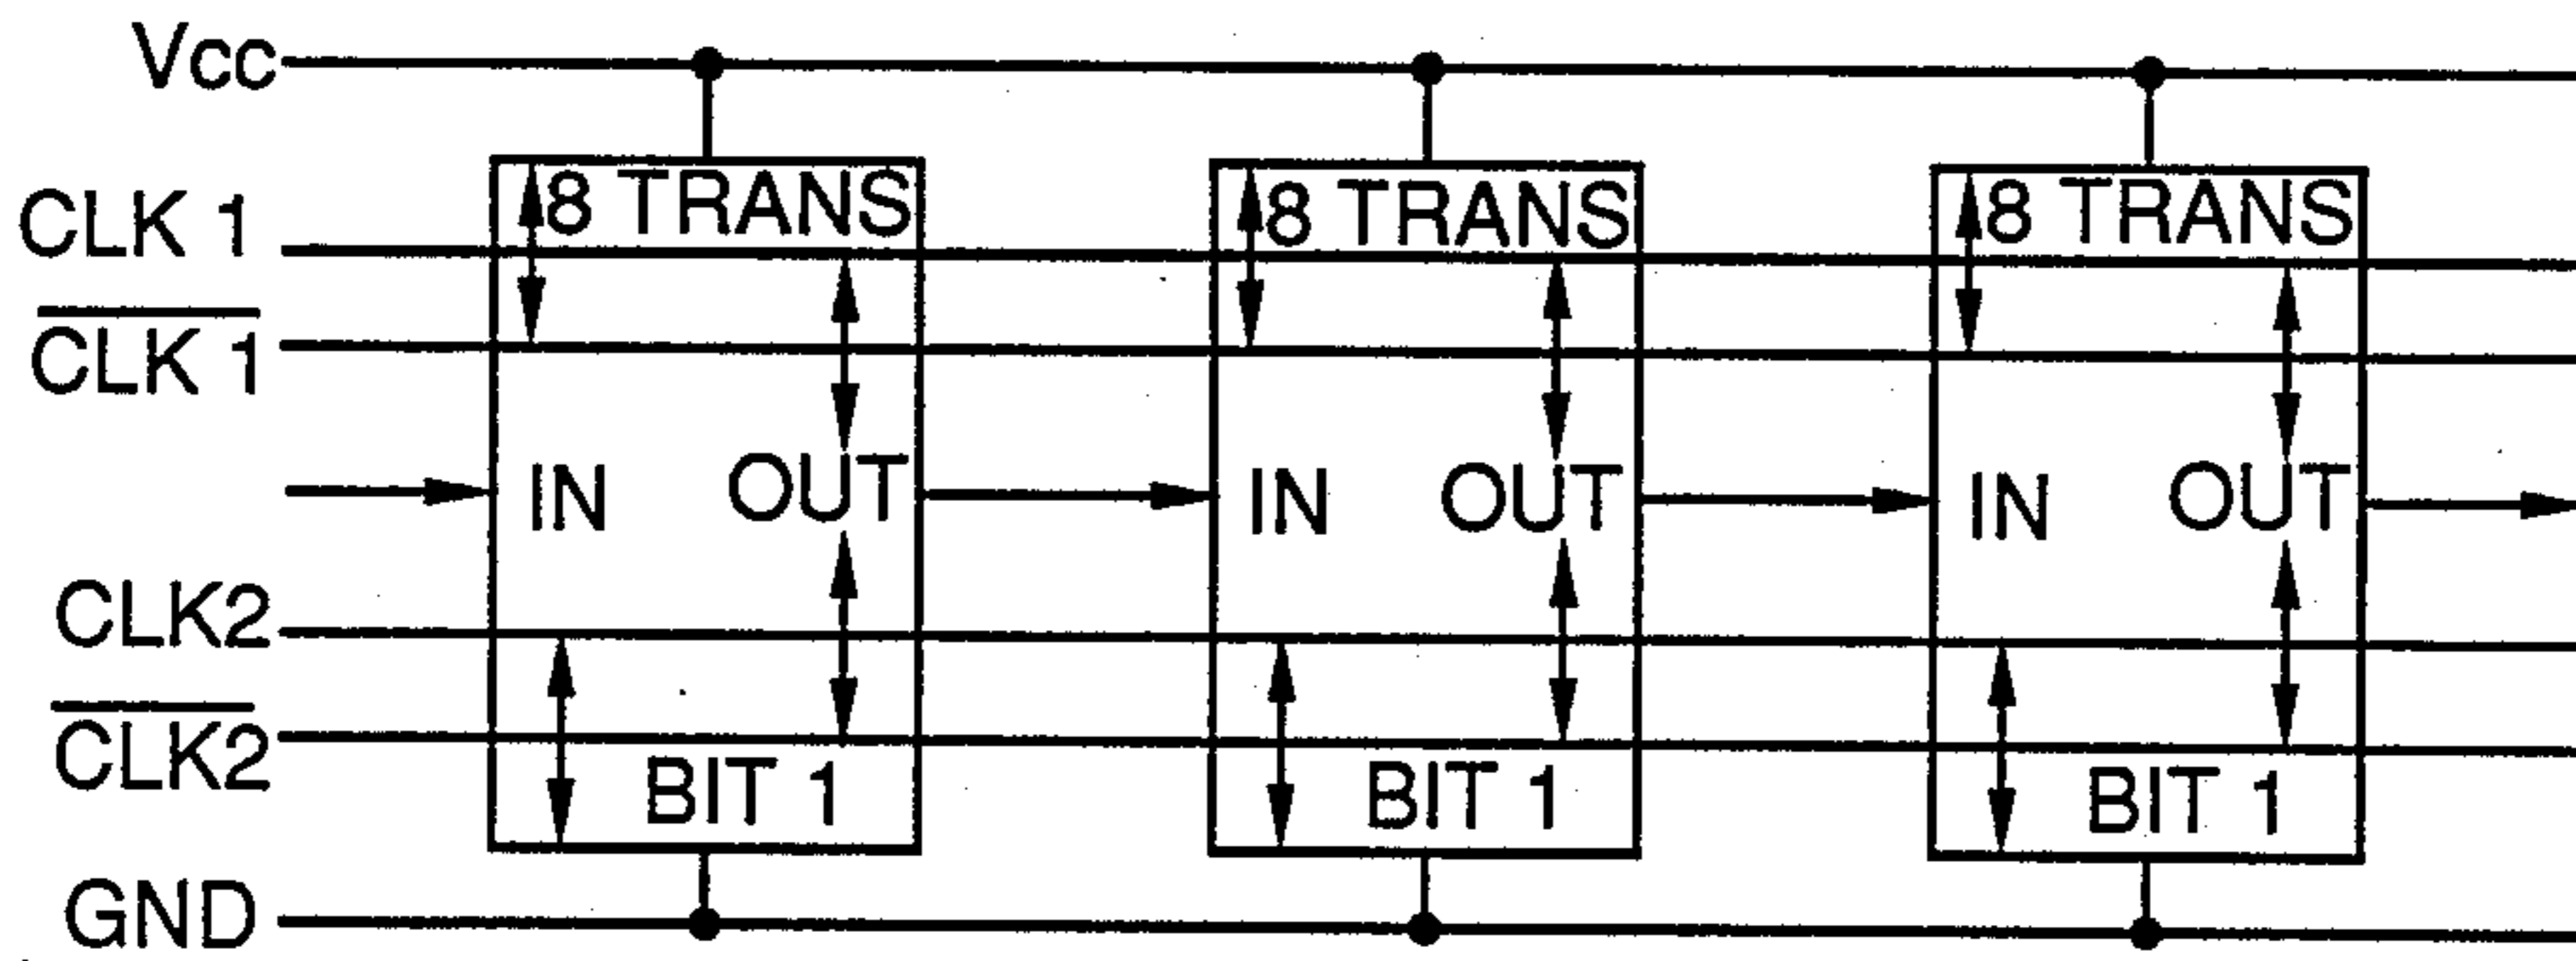 Vcc
8 TRANS 8 TRANS 8 TRANS
CLK 1
CLK 1
IN OUT IN OUT IN OUT
CLK2
CLK2
BIT 1 BIT 1 BIT 1
GND